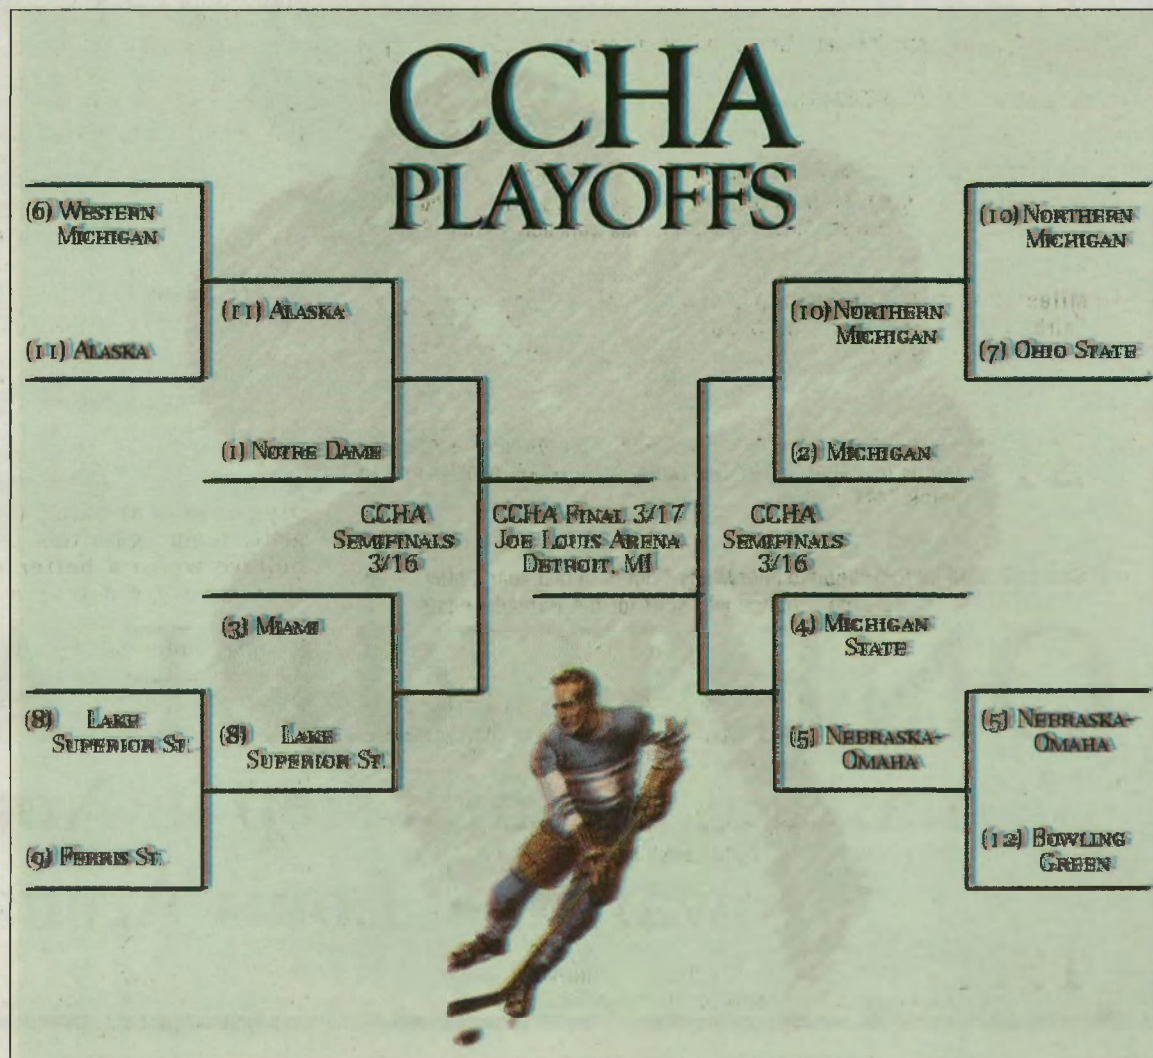 CCHA
PLAYOFFS
(6) WESTERN
MICHIGAN
(11) ALASKA
(11) ALASKA
(1) NOTRE DAME
CCHA
SEMIFINALS
3/16
(3) MIAMI
(8) LAKE
SUPERIOR ST.
(8) LAKE
SUPERIOR ST.
(9) FERRIS ST.
CCHA FINAL 3/17
JOE LOUIS ARENA
DETROIT, MI
(10) NORTHERN
MICHIGAN
(7) OHIO STATE
(10) NORTHERN
MICHIGAN
(2) MICHIGAN
CCHA
SEMIFINALS
3/16
(4) MICHIGAN
STATE
(5) NEBRASKA-
OMAHA
(5) NEBRASKA-
OMAHA
(12) BOWLING
GREEN